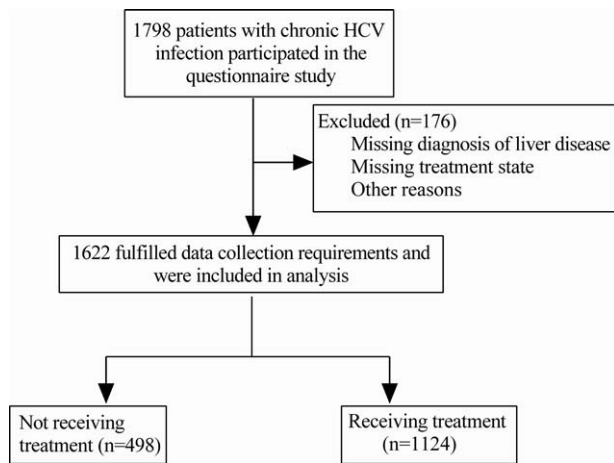 1798 patients with chronic HCV
infection participated in the
questionnaire study
Excluded (n=176)
Missing diagnosis of liver disease
Missing treatment state
Other reasons
1622 fulfilled data collection requirements and
were included in analysis
Not receiving
treatment (n=498)
Receiving treatment
(n=1124)